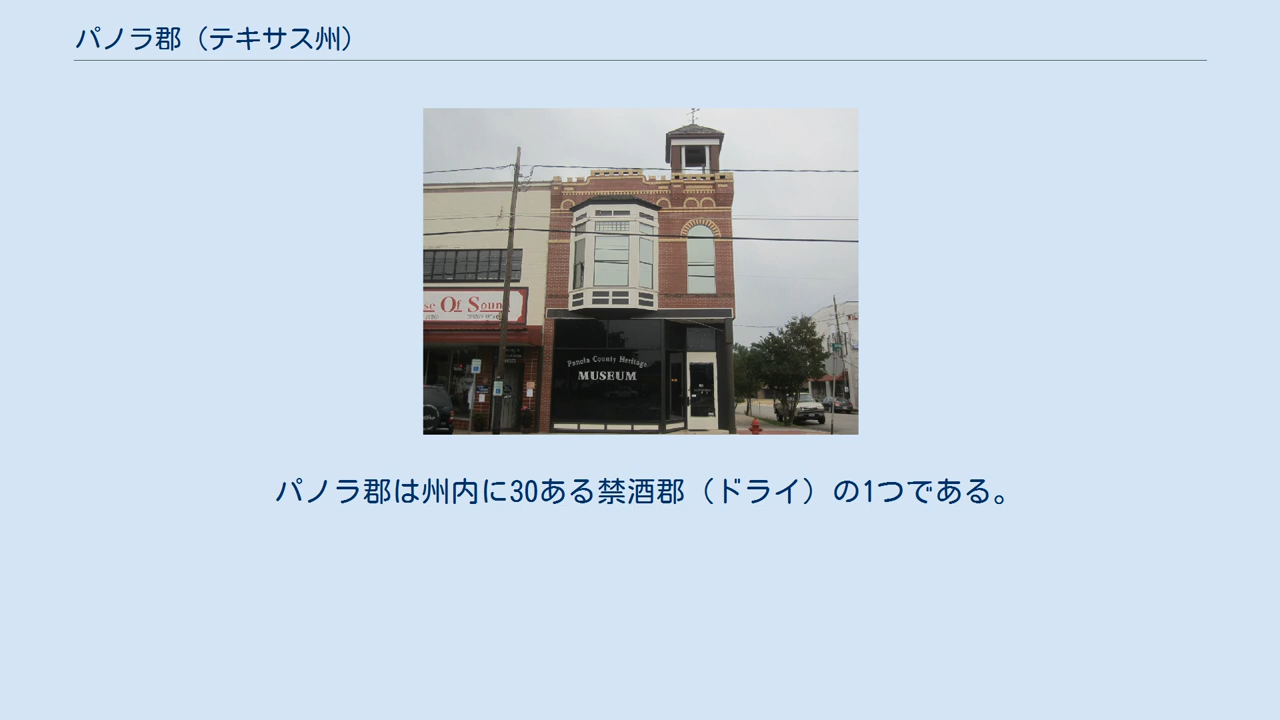 パノラ郡（テキサス州）
Of
Panola County Heritage
MUSEUM
パノラ郡は州内に30ある禁酒郡（ドライ）の1つである。